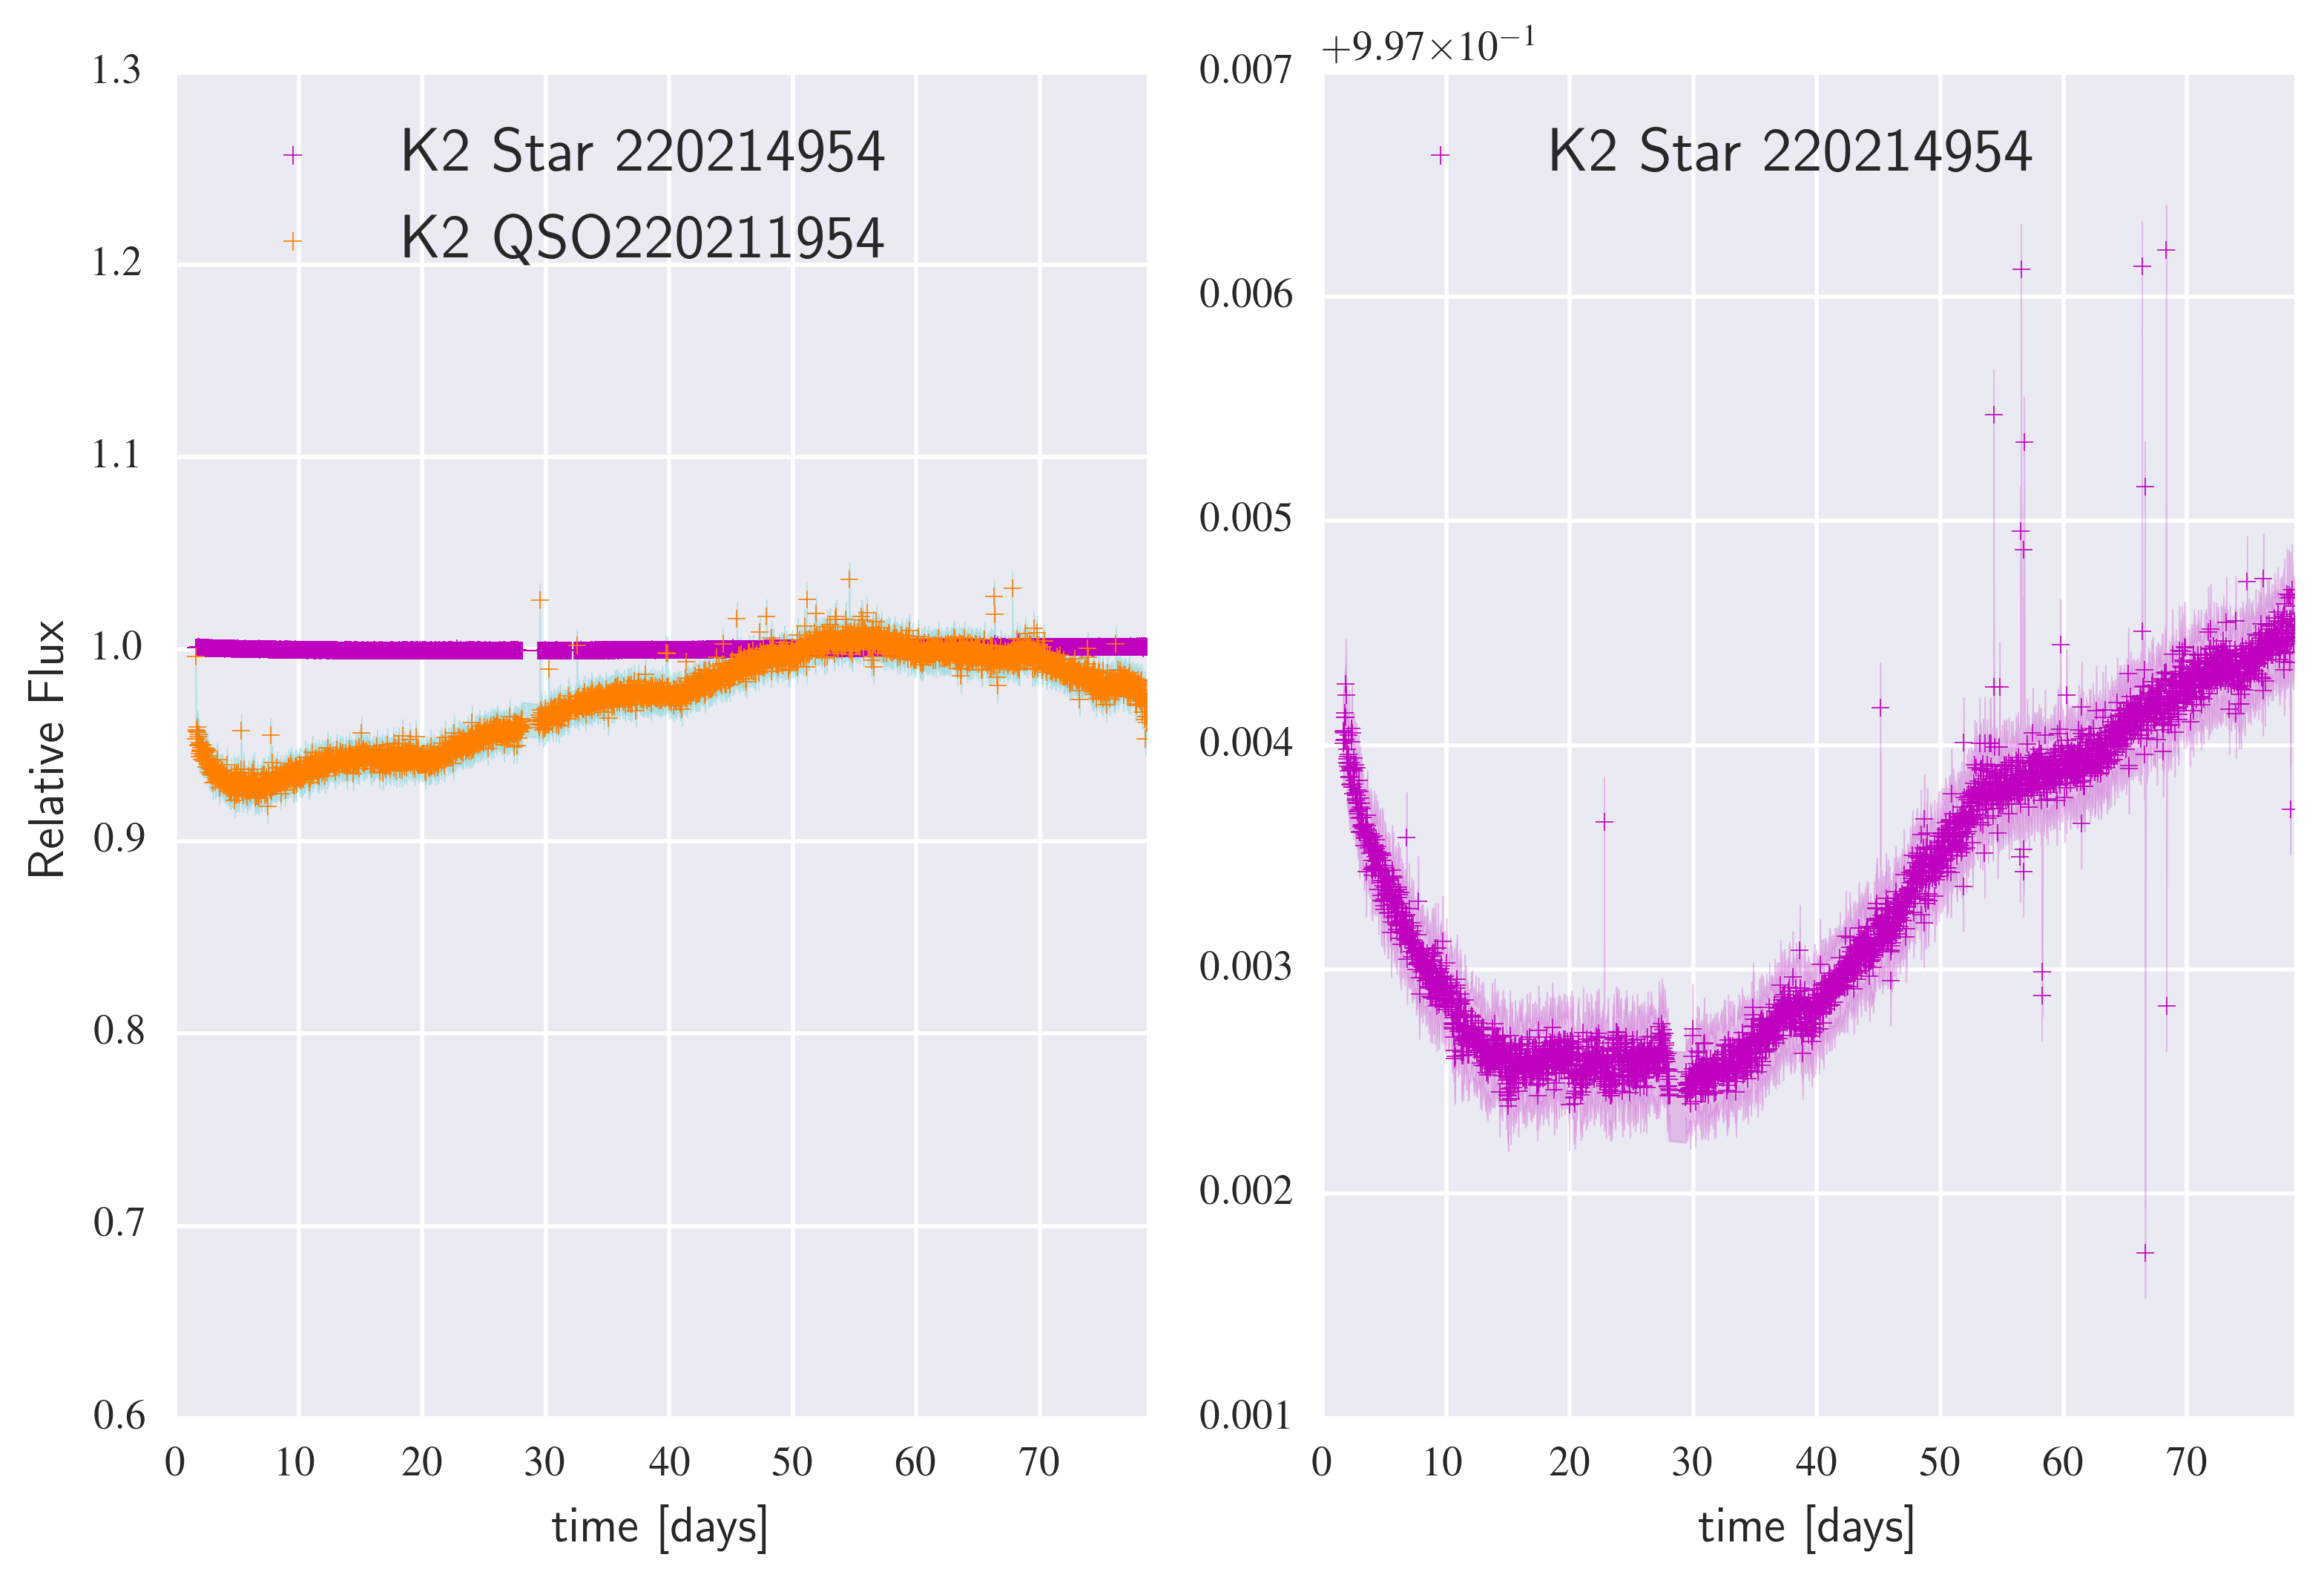 1.3
1.2
1.1
1.0
0.9
0.8
0.7
0.6
Relative Flux
K2 Star 220214954
K2 QSO220211954
0 10 20 30 40 50 60 70
time [days]
+9.97×10⁻¹
0.007
0.006
0.005
0.004
0.003
0.002
0.001
K2 Star 220214954
0 10 20 30 40 50 60 70
time [days]